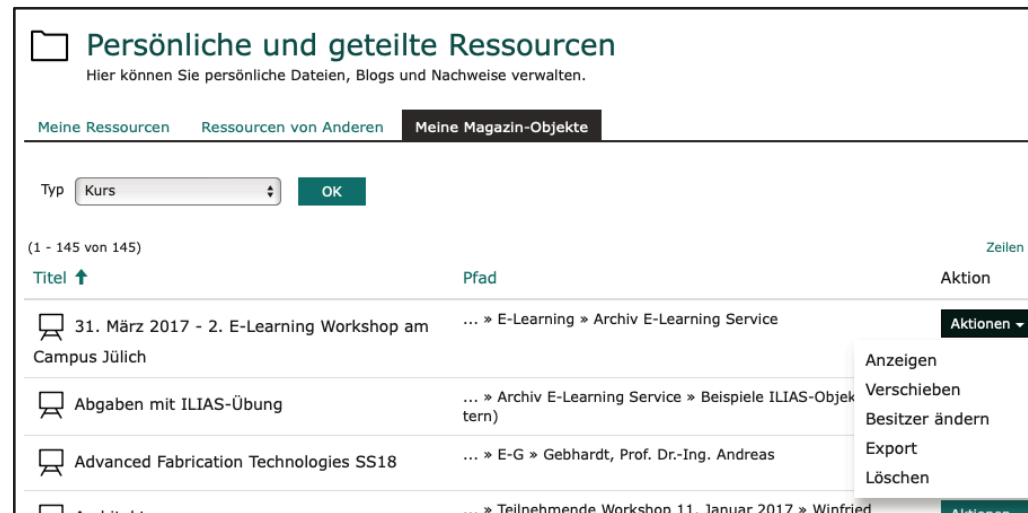 Persönliche und geteilte Ressourcen
Hier können Sie persönliche Dateien, Blogs und Nachweise verwalten.
Meine Ressourcen Ressourcen von Anderen Meine Magazin-Objekte
Typ Kurs OK
(1 - 145 von 145) Zeilen
Titel Pfad Aktion
31. März 2017 - 2. E-Learning Workshop am
Campus Jülich
... » E-Learning » Archiv E-Learning Service
Aktionen
Anzeigen
Verschieben
Besitzer ändern
Export
Löschen
Abgaben mit ILIAS-Übung
... » Archiv E-Learning Service » Beispiele ILIAS-Objek
tern)
Advanced Fabrication Technologies SS18
... » E-G » Gebhardt, Prof. Dr.-Ing. Andreas
... » Teilnehmende Workshop 11. Januar 2017 » Winfried
Aktionen